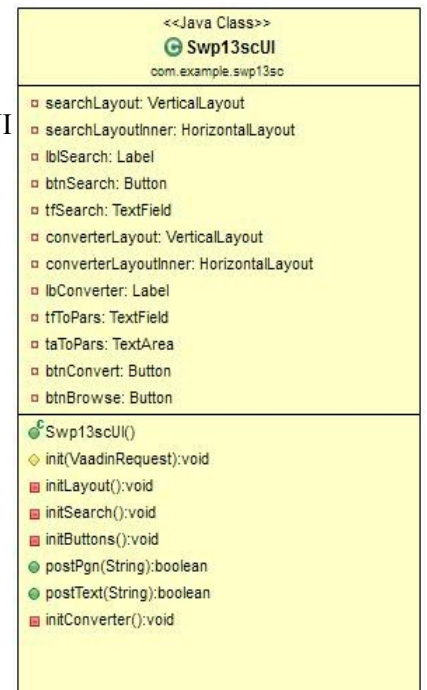 <<Java Class>>
G Swp13scUI
com.example.swp13sc
VI
searchLayout: VerticalLayout
searchLayoutInner: HorizontalLayout
lblSearch: Label
btnSearch: Button
tfSearch: TextField
converterLayout: VerticalLayout
converterLayoutInner: HorizontalLayout
lbConverter: Label
tfToPars: TextField
taToPars: TextArea
btnConvert: Button
btnBrowse: Button
c Swp13scUI()
init(VaadinRequest):void
initLayout():void
initSearch():void
initButtons():void
postPgn(String):boolean
postText(String):boolean
initConverter():void